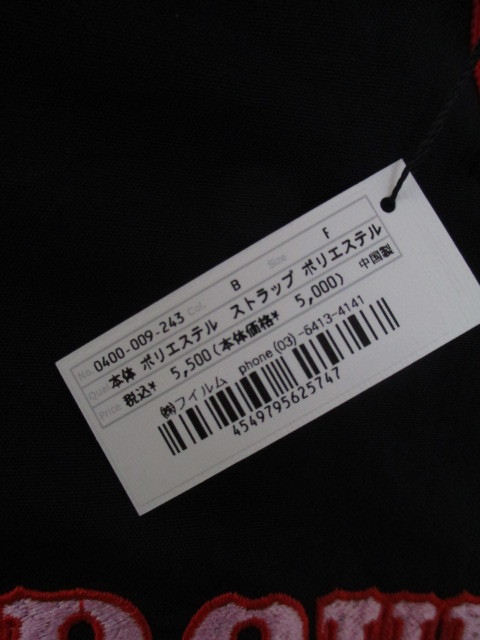 No. 0400-009-243 Col. B Size F
Qual. 本体 ポリエステル ストラップ ポリエステル
Price 税込¥ 5,500(本体価格¥ 5,000) 中国製
㈱フィルム phone (03)-6413-4141
4549795625747